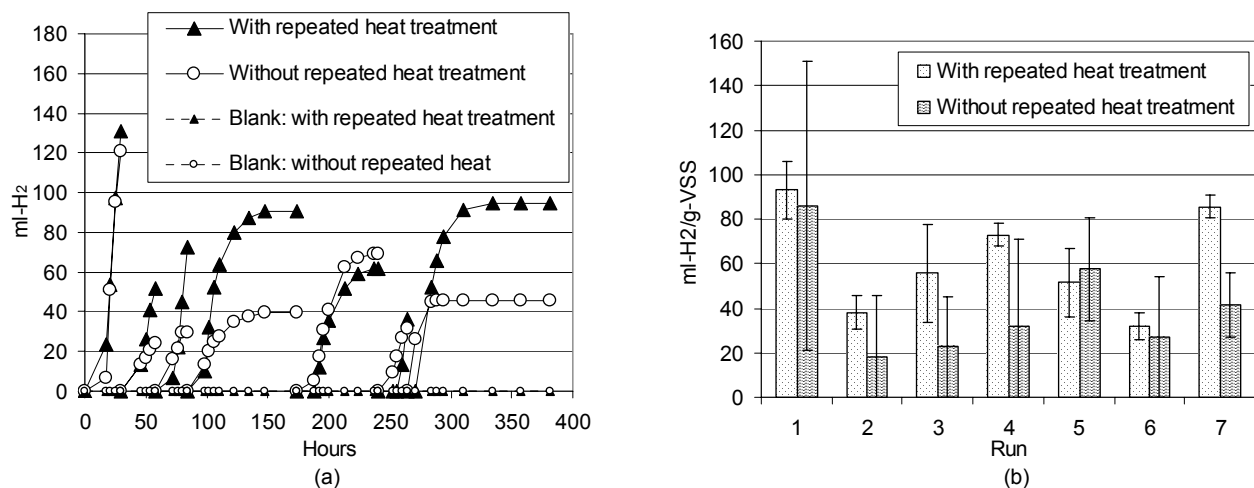 180
160
140
120
100
80
60
40
20
0
ml-H2
With repeated heat treatment
Without repeated heat treatment
Blank: with repeated heat treatment
Blank: without repeated heat
0 50 100 150 200 250 300 350 400
Hours
(a)
160
140
120
100
80
60
40
20
0
ml-H2/g-VSS
With repeated heat treatment
Without repeated heat treatment
1 2 3 4 5 6 7
Run
(b)